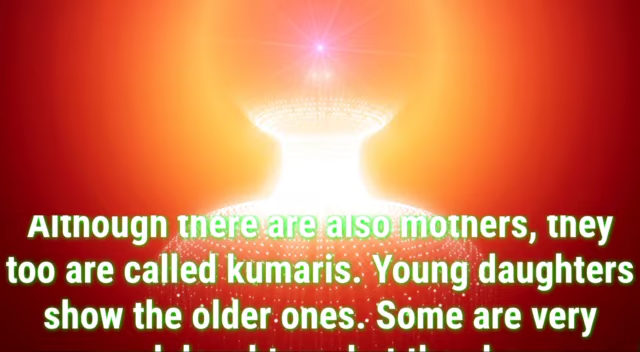 Although there are also mothers, they
too are called kumaris. Young daughters
show the older ones. Some are very